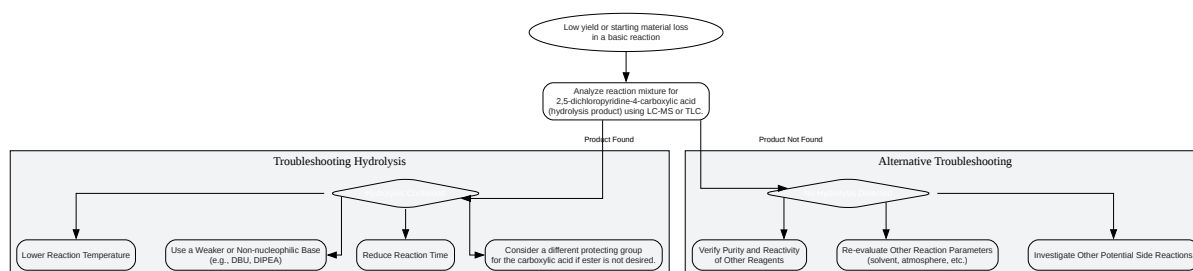 Low yield or starting material loss
in a basic reaction
Analyze reaction mixture for
2,5-dichloropyridine-4-carboxylic acid
(hydrolysis product) using LC-MS or TLC.
Product Found
Product Not Found
Troubleshooting Hydrolysis
Lower Reaction Temperature
Use a Weaker or Non-nucleophilic Base
(e.g., DBU, DIPEA)
Reduce Reaction Time
Consider a different protecting group
for the carboxylic acid if ester is not desired.
Alternative Troubleshooting
Verify Purity and Reactivity
of Other Reagents
Re-evaluate Other Reaction Parameters
(solvent, atmosphere, etc.)
Investigate Other Potential Side Reactions